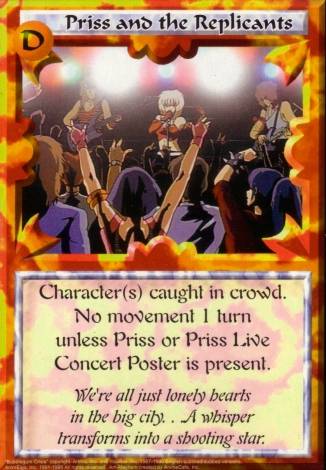 Priss and the Replicants
D
Character(s) caught in crowd.
No movement 1 turn
unless Priss or Priss Live
Concert Poster is present.
We're all just lonely hearts
in the big city. . .A whisper
transforms into a shooting star.